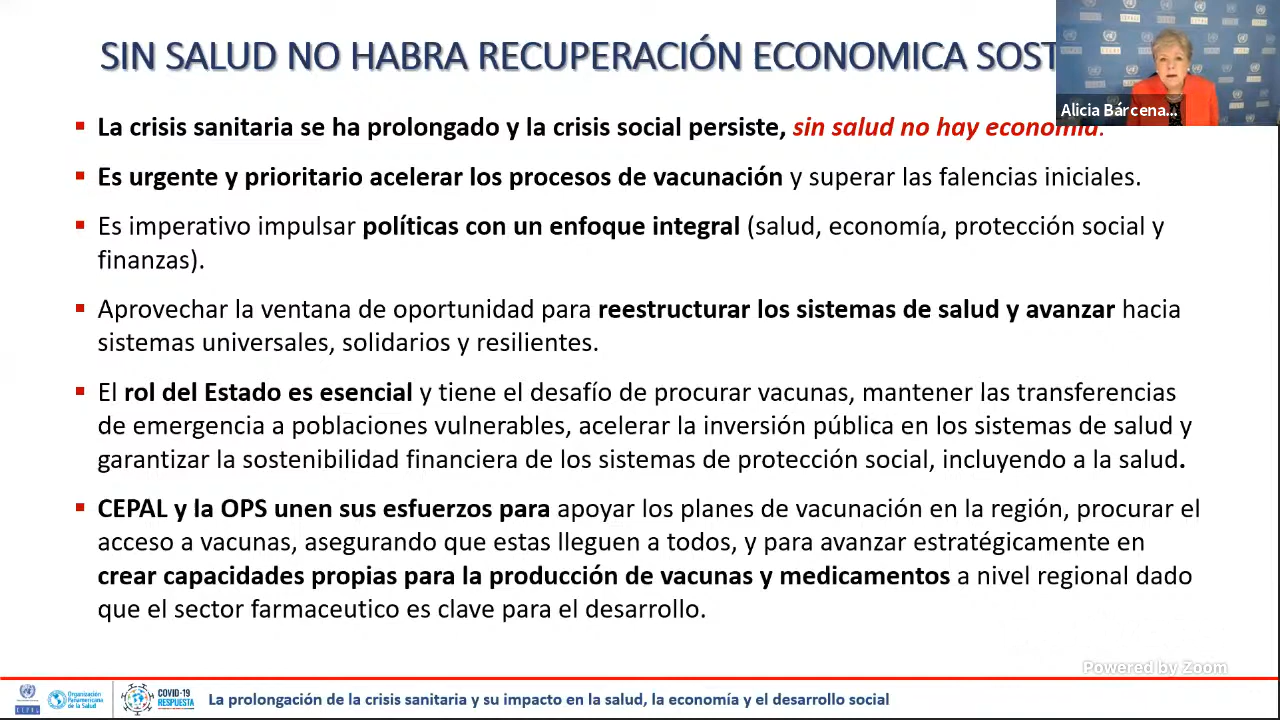 SIN SALUD NO HABRA RECUPERACIÓN ECONOMICA SOST
Alicia Bárcena...
La crisis sanitaria se ha prolongado y la crisis social persiste, sin salud no hay economía.
Es urgente y prioritario acelerar los procesos de vacunación y superar las falencias iniciales.
Es imperativo impulsar políticas con un enfoque integral (salud, economía, protección social y
finanzas).
Aprovechar la ventana de oportunidad para reestructurar los sistemas de salud y avanzar hacia
sistemas universales, solidarios y resilientes.
El rol del Estado es esencial y tiene el desafío de procurar vacunas, mantener las transferencias
de emergencia a poblaciones vulnerables, acelerar la inversión pública en los sistemas de salud y
garantizar la sostenibilidad financiera de los sistemas de protección social, incluyendo a la salud.
CEPAL y la OPS unen sus esfuerzos para apoyar los planes de vacunación en la región, procurar el
acceso a vacunas, asegurando que estas lleguen a todos, y para avanzar estratégicamente en
crear capacidades propias para la producción de vacunas y medicamentos a nivel regional dado
que el sector farmaceutico es clave para el desarrollo.
Powered by Zoom
CEPAL
Organización
Panamericana
de la Salud
COVID-19
RESPUESTA
La prolongación de la crisis sanitaria y su impacto en la salud, la economía y el desarrollo social